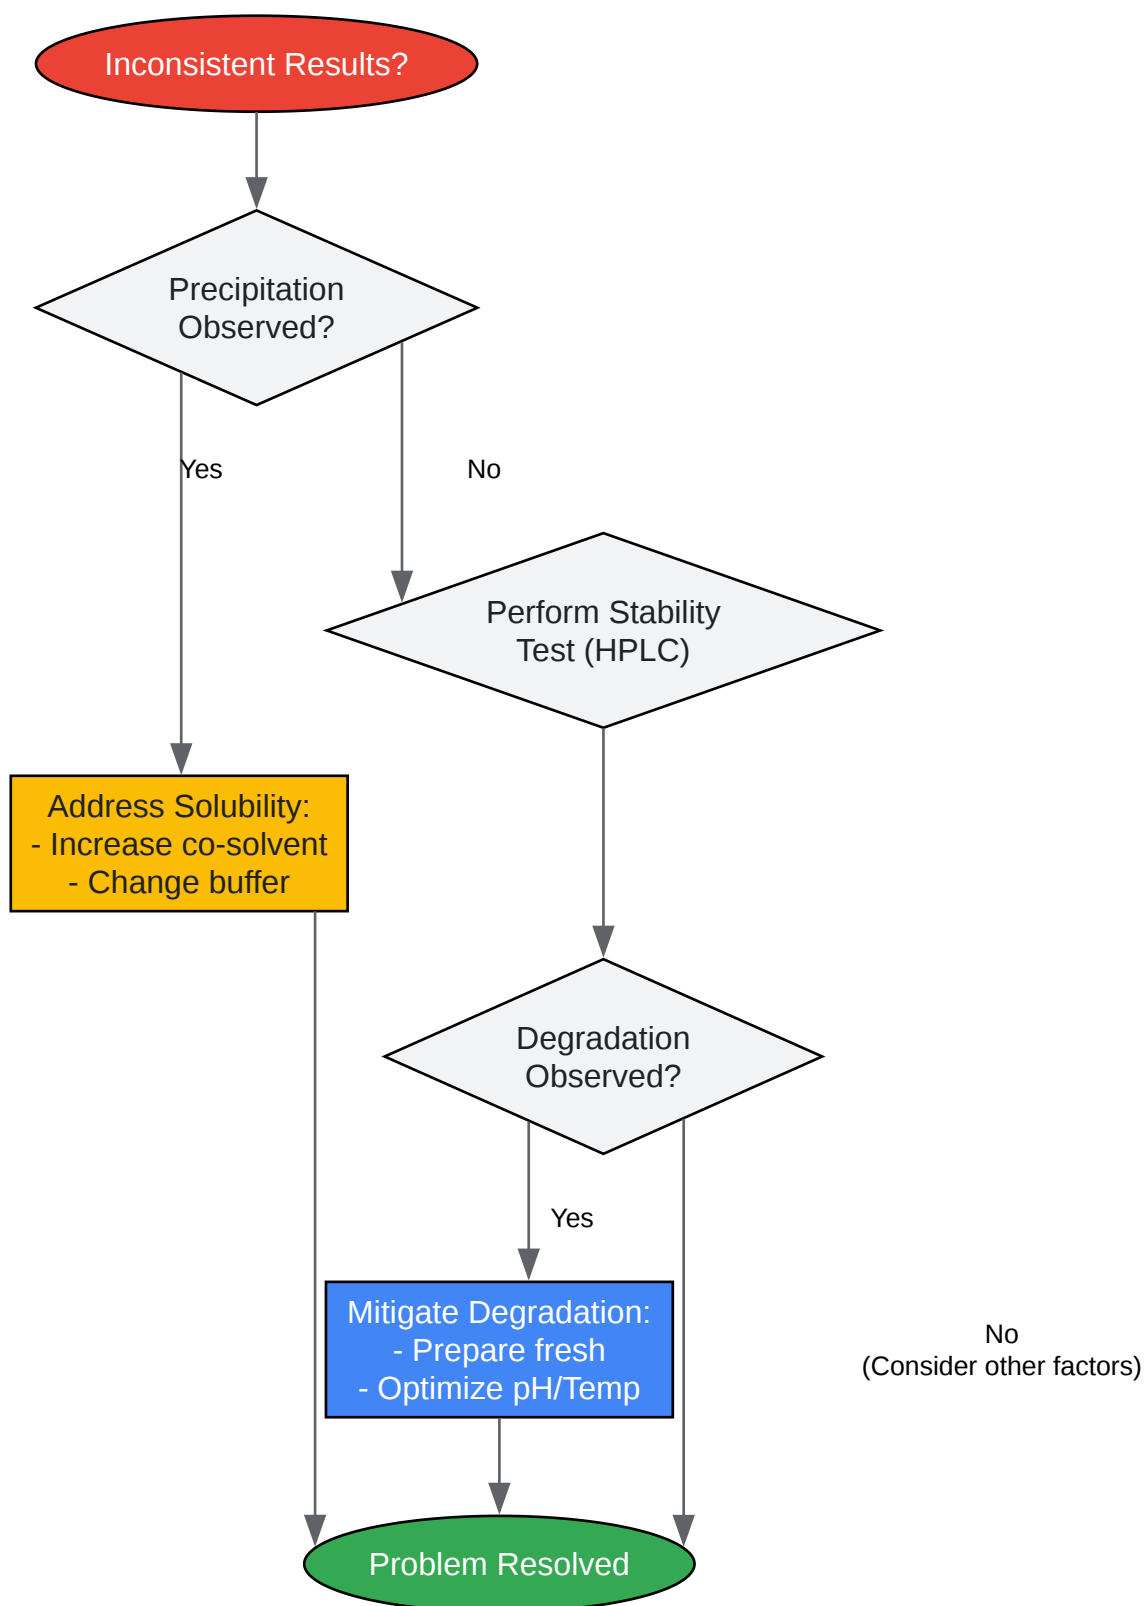 Inconsistent Results?
Precipitation
Observed?
Yes
No
Perform Stability
Test (HPLC)
Address Solubility:
- Increase co-solvent
- Change buffer
Degradation
Observed?
Yes
Mitigate Degradation:
- Prepare fresh
- Optimize pH/Temp
No
(Consider other factors)
Problem Resolved